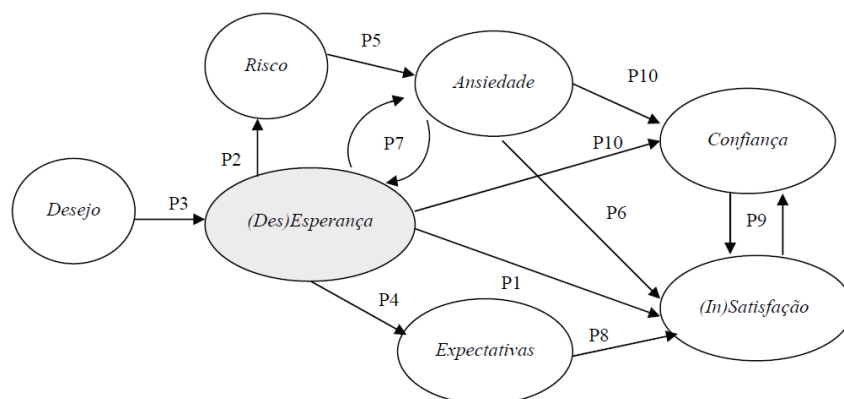 P5
Risco
Ansiedade
P10
P10
Confiança
P2
P7
Desejo
P3
(Des)Esperança
P6
P9
P4
P1
(In)Satisfação
Expectativas
P8